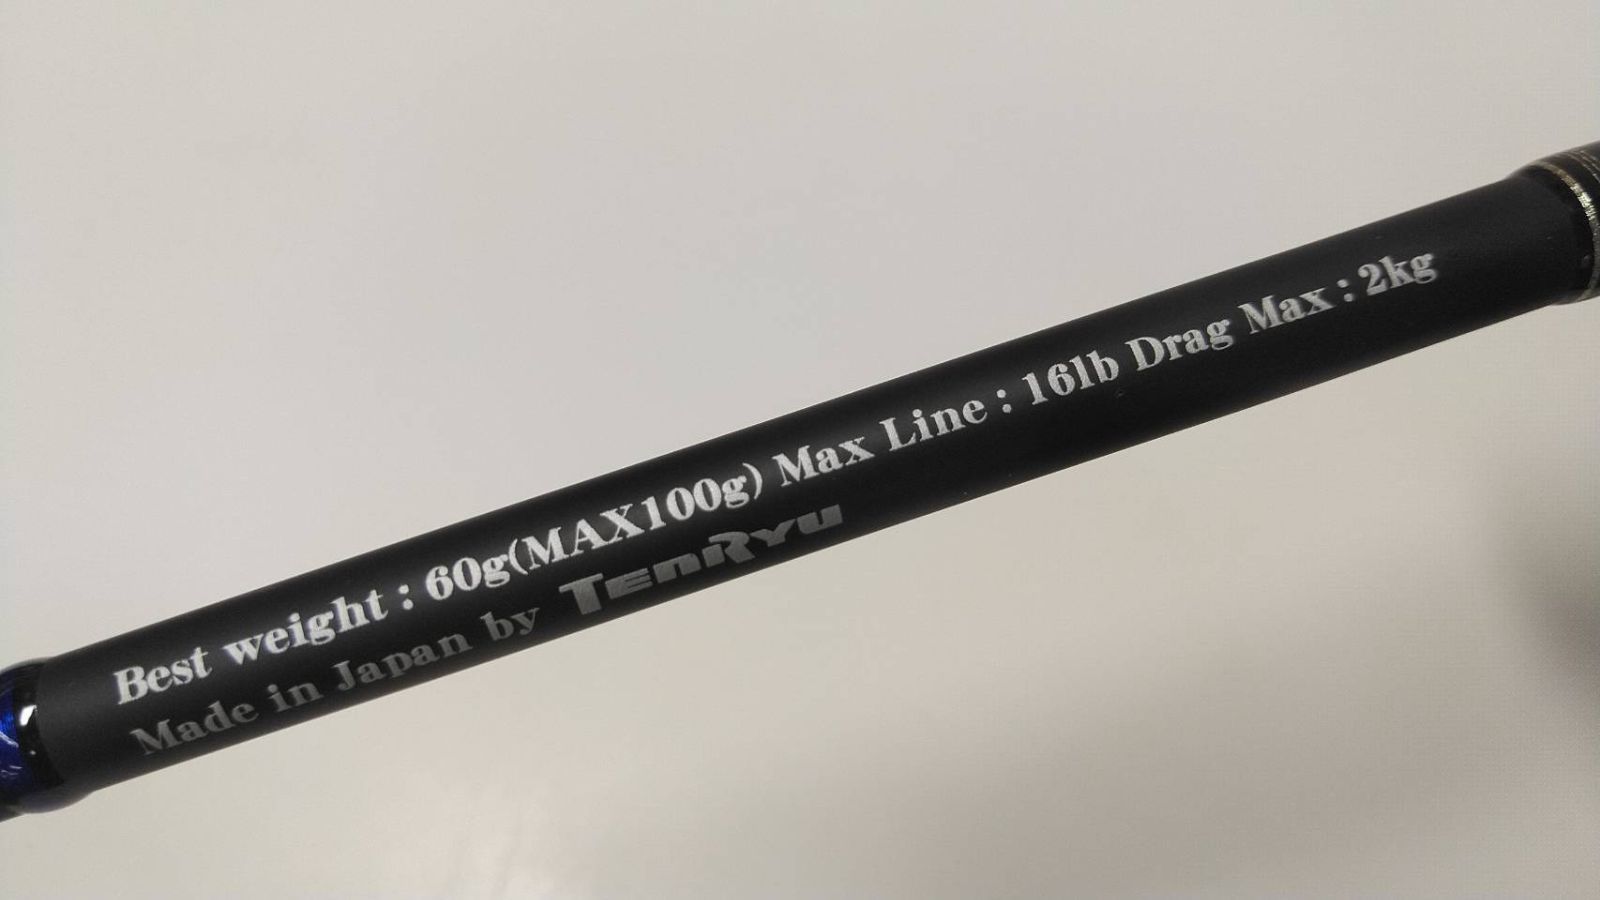 Best weight : 60g(MAX100g) Max Line : 16lb Drag Max : 2kg
Made in Japan by TENRYU